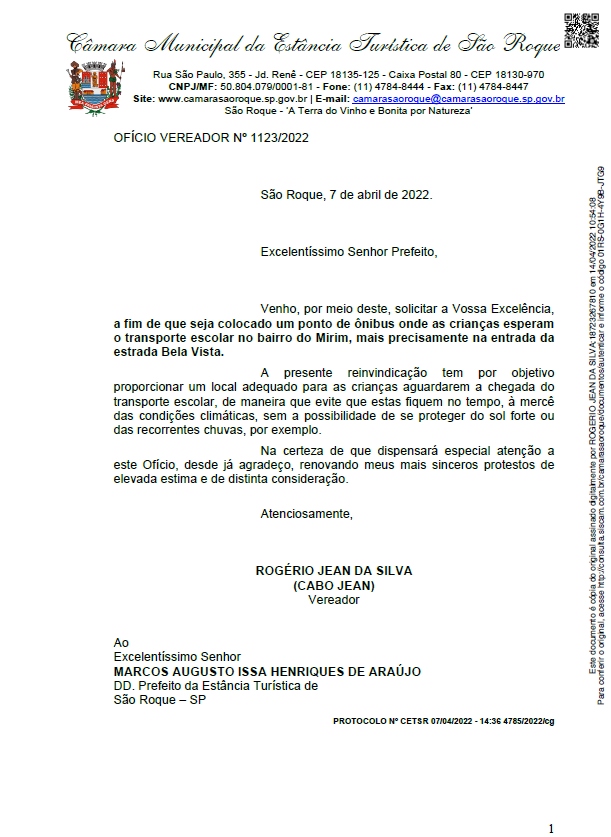 Câmara Municipal da Estância Turística de São Roque
Rua São Paulo, 355 - Jd. Renê - CEP 18135-125 - Caixa Postal 80 - CEP 18130-970
CNPJ/MF: 50.804.079/0001-81 - Fone: (11) 4784-8444 - Fax: (11) 4784-8447
Site: www.camarasaoroque.sp.gov.br | E-mail: camarasaoroque@camarasaoroque.sp.gov.br
São Roque - 'A Terra do Vinho e Bonita por Natureza'
OFÍCIO VEREADOR Nº 1123/2022
São Roque, 7 de abril de 2022.
Excelentíssimo Senhor Prefeito,
Venho, por meio deste, solicitar a Vossa Excelência,
a fim de que seja colocado um ponto de ônibus onde as crianças esperam
o transporte escolar no bairro do Mirim, mais precisamente na entrada da
estrada Bela Vista.
A presente reinvindicação tem por objetivo
proporcionar um local adequado para as crianças aguardarem a chegada do
transporte escolar, de maneira que evite que estas fiquem no tempo, à mercê
das condições climáticas, sem a possibilidade de se proteger do sol forte ou
das recorrentes chuvas, por exemplo.
Na certeza de que dispensará especial atenção a
este Ofício, desde já agradeço, renovando meus mais sinceros protestos de
elevada estima e de distinta consideração.
Atenciosamente,
ROGÉRIO JEAN DA SILVA
(CABO JEAN)
Vereador
Ao
Excelentíssimo Senhor
MARCOS AUGUSTO ISSA HENRIQUES DE ARAÚJO
DD. Prefeito da Estância Turística de
São Roque – SP
PROTOCOLO Nº CETSR 07/04/2022 - 14:36 4785/2022/cg
1
Este documento é cópia do original assinado digitalmente por ROGERIO JEAN DA SILVA:18723267810 em 14/04/2022 10:54:08
Para conferir o original, acesse http://consulta.siscam.com.br/camarasaoroque/documentos/autenticar e informe o código 01RS-0G1H-4Y9B-JTG9